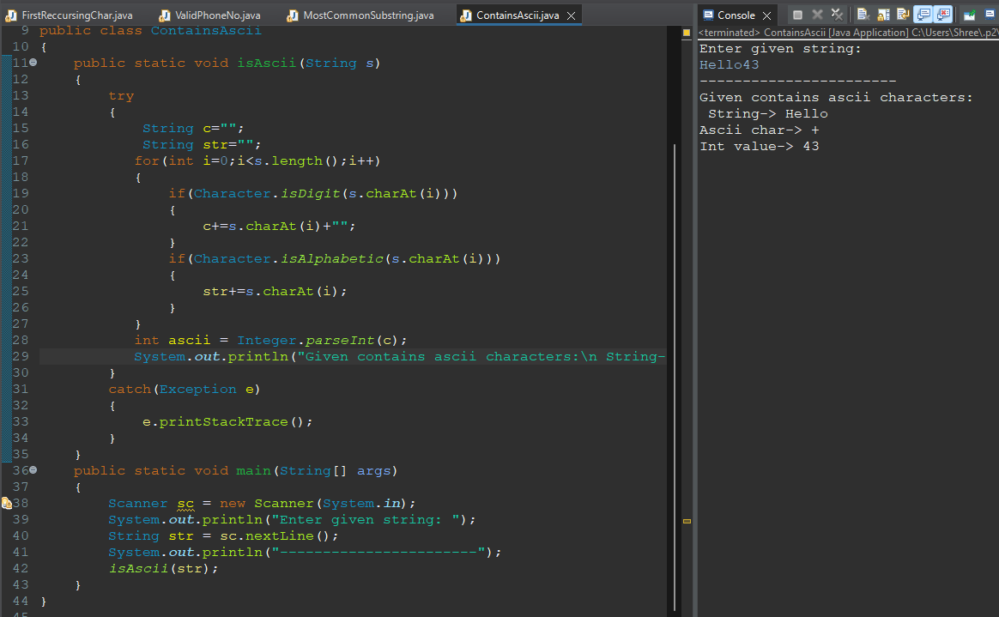 FirstReccursingChar.java ValidPhoneNo.java MostCommonSubstring.java ContainsAscii.java
9 public class ContainsAscii
10 {
11 public static void isAscii(String s)
12 {
13 try
14 {
15 String c="";
16 String str="";
17 for(int i=0;i<s.length();i++)
18 {
19 if(Character.isDigit(s.charAt(i)))
20 {
21 c+=s.charAt(i)+"";
22 }
23 if(Character.isAlphabetic(s.charAt(i)))
24 {
25 str+=s.charAt(i);
26 }
27 }
28 int ascii = Integer.parseInt(c);
29 System.out.println("Given contains ascii characters:\n String-
30 }
31 catch(Exception e)
32 {
33 e.printStackTrace();
34 }
35 }
36 public static void main(String[] args)
37 {
38 Scanner sc = new Scanner(System.in);
39 System.out.println("Enter given string: ");
40 String str = sc.nextLine();
41 System.out.println("-----------------------");
42 isAscii(str);
43 }
44 }
45
Console
<terminated> ContainsAscii [Java Application] C:\Users\Shree\.p2\
Enter given string:
Hello43
-----------------------
Given contains ascii characters:
String-> Hello
Ascii char-> +
Int value-> 43